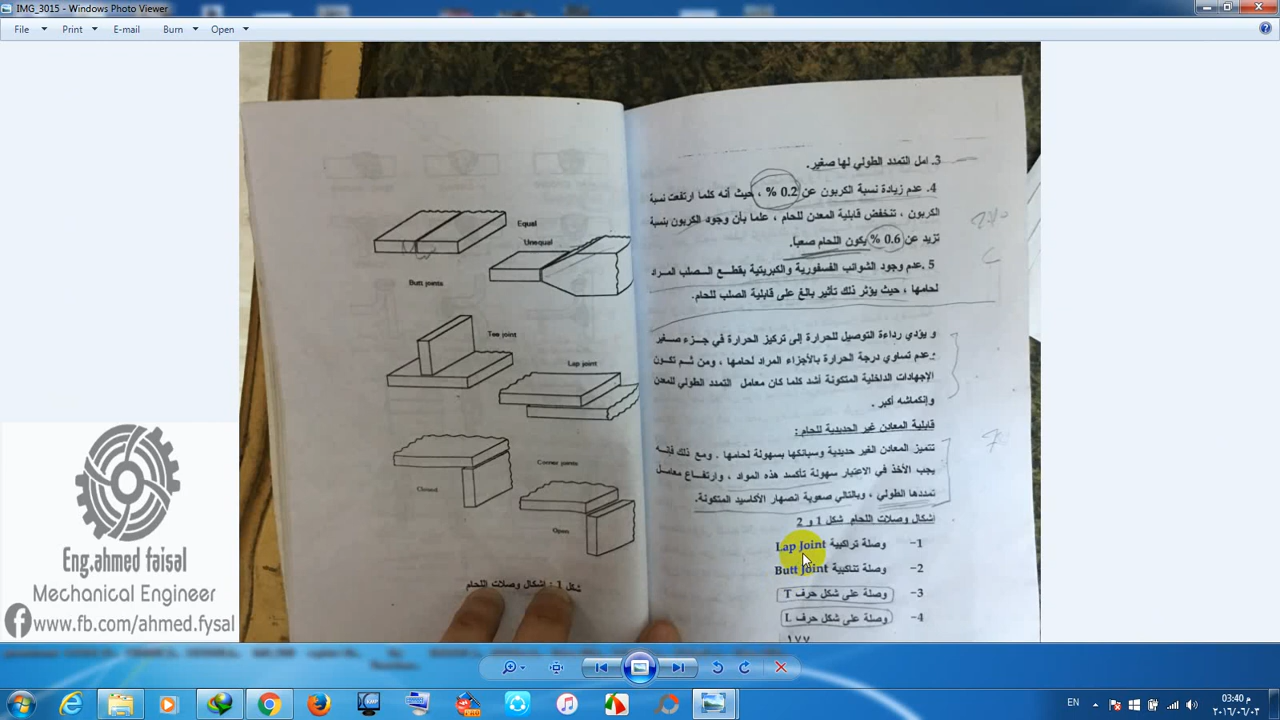 IMG_3015 - Windows Photo Viewer
File Print E-mail Burn Open
Equal
Unequal
Butt joints
Tee joint
Lap joint
Corner joints
Closed
Open
شكل 1 : اشكال وصلات اللحام
3. امل التمدد الطولي لها صغير.
4. عدم زيادة نسبة الكربون عن 0.2 % ، حيث أنه كلما ارتفعت نسبة
الكربون ، تنخفض قابلية المعدن للحام ، علما بأن وجود الكربون بنسبة
تزيد عن 0.6 % يكون اللحام صعبا.
5 .عدم وجود الشوائب الفسفورية والكبريتية بقطع الصلب المراد
لحامها ، حيث يؤثر ذلك تأثير بالغ على قابلية الصلب للحام.
و يؤدي رداءة التوصيل للحرارة إلى تركيز الحرارة في جزء صغير
عدم تساوي درجة الحرارة بالأجزاء المراد لحامها ، ومن ثم تكون
الإجهادات الداخلية المتكونة أشد كلما كان معامل التمدد الطولي للمعدن
وإنكماشه أكبر .
قابلية المعادن غير الحديدية للحام :
تتميز المعادن الغير حديدية وسبائكها بسهولة لحامها . ومع ذلك فإنه
يجب الأخذ في الاعتبار سهولة تأكسد هذه المواد ، وارتفاع معامل
تمددها الطولي ، وبالتالي صعوبة انصهار الأكاسيد المتكونة.
اشكال وصلات اللحام شكل 1 و 2
1- وصلة تراكبية Lap Joint
2- وصلة تناكبية Butt Joint
3- وصلة على شكل حرف T
4- وصلة على شكل حرف L
١٧٧
Eng.ahmed faisal
Mechanical Engineer
www.fb.com/ahmed.fysal
EN
03:40 م
٢٠١٦/٠٦/٠٣